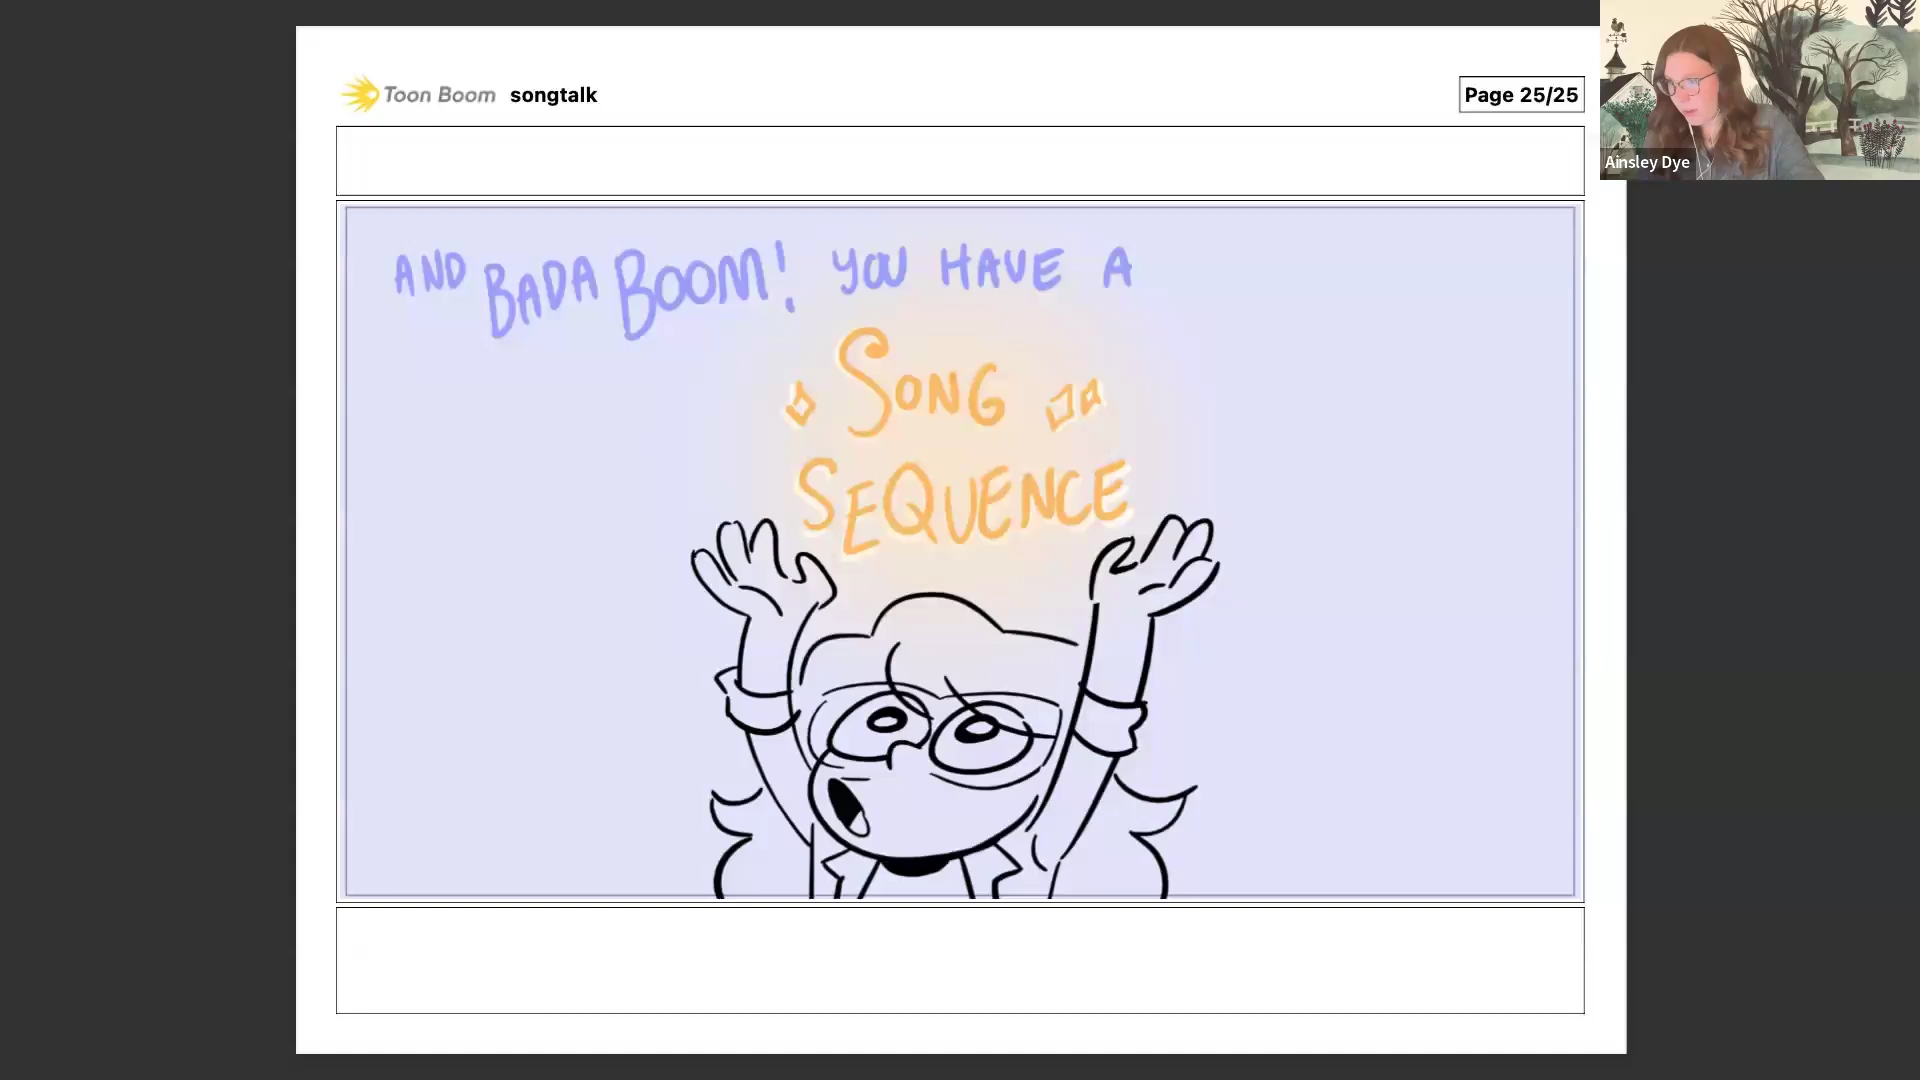 Toon Boom songtalk
Page 25/25
Ainsley Dye
AND BADA BOOM! YOU HAVE A
SONG
SEQUENCE